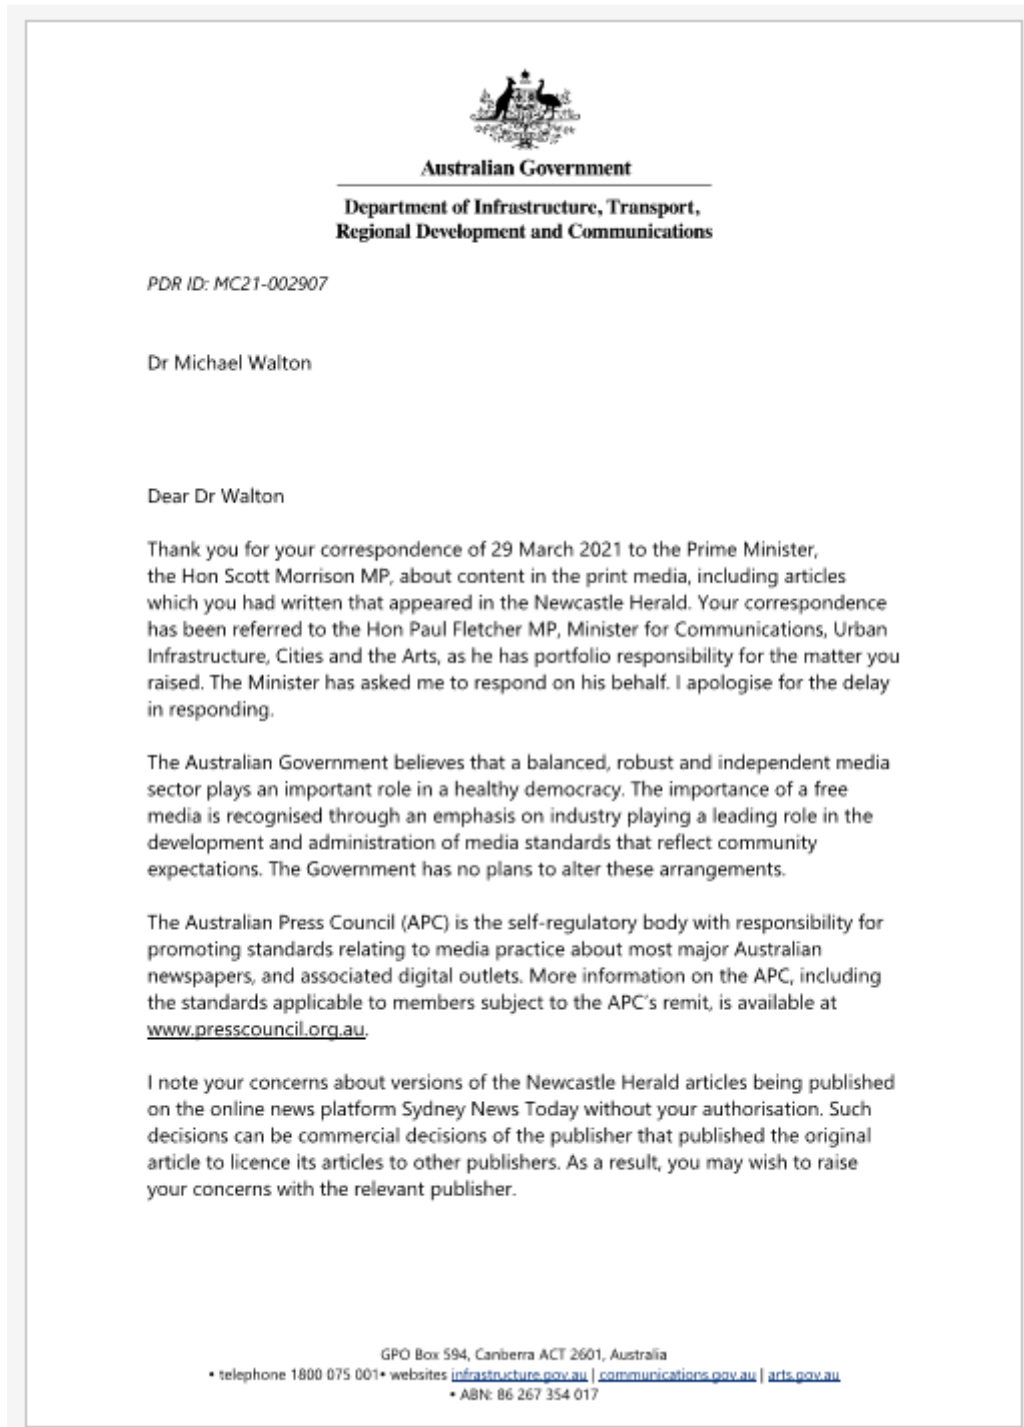 Australian Government
Department of Infrastructure, Transport,
Regional Development and Communications
PDR ID: MC21-002907
Dr Michael Walton
Dear Dr Walton
Thank you for your correspondence of 29 March 2021 to the Prime Minister,
the Hon Scott Morrison MP, about content in the print media, including articles
which you had written that appeared in the Newcastle Herald. Your correspondence
has been referred to the Hon Paul Fletcher MP, Minister for Communications, Urban
Infrastructure, Cities and the Arts, as he has portfolio responsibility for the matter you
raised. The Minister has asked me to respond on his behalf. I apologise for the delay
in responding.
The Australian Government believes that a balanced, robust and independent media
sector plays an important role in a healthy democracy. The importance of a free
media is recognised through an emphasis on industry playing a leading role in the
development and administration of media standards that reflect community
expectations. The Government has no plans to alter these arrangements.
The Australian Press Council (APC) is the self-regulatory body with responsibility for
promoting standards relating to media practice about most major Australian
newspapers, and associated digital outlets. More information on the APC, including
the standards applicable to members subject to the APC's remit, is available at
www.presscouncil.org.au.
I note your concerns about versions of the Newcastle Herald articles being published
on the online news platform Sydney News Today without your authorisation. Such
decisions can be commercial decisions of the publisher that published the original
article to licence its articles to other publishers. As a result, you may wish to raise
your concerns with the relevant publisher.
GPO Box 594, Canberra ACT 2601, Australia
• telephone 1800 075 001• websites infrastructure.gov.au | communications.gov.au | arts.gov.au
• ABN: 86 267 354 017